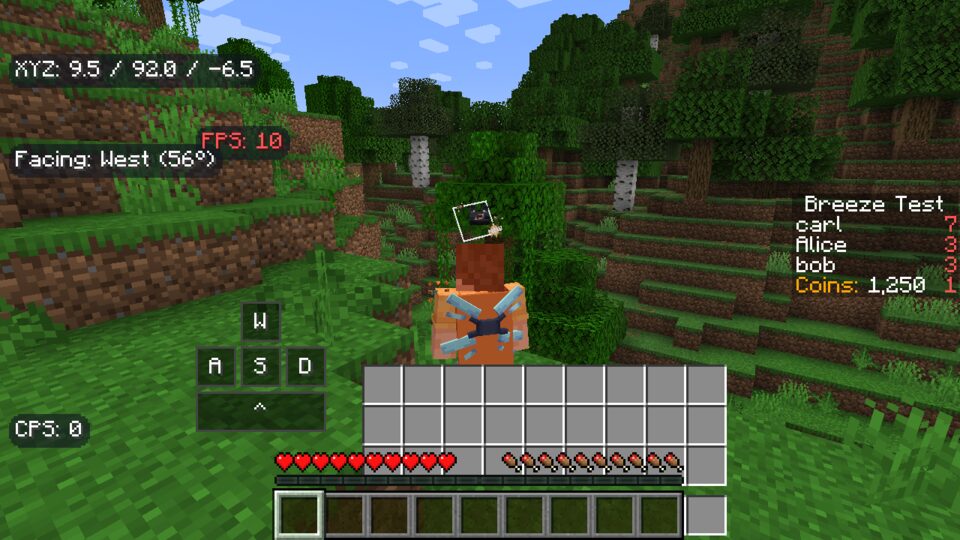 XYZ: 9.5 / 92.0 / -6.5
FPS: 10
Facing: West (56°)
Breeze Test
carl 7
Alice 3
bob 3
Coins: 1,250 1
W
A S D
^
CPS: 0